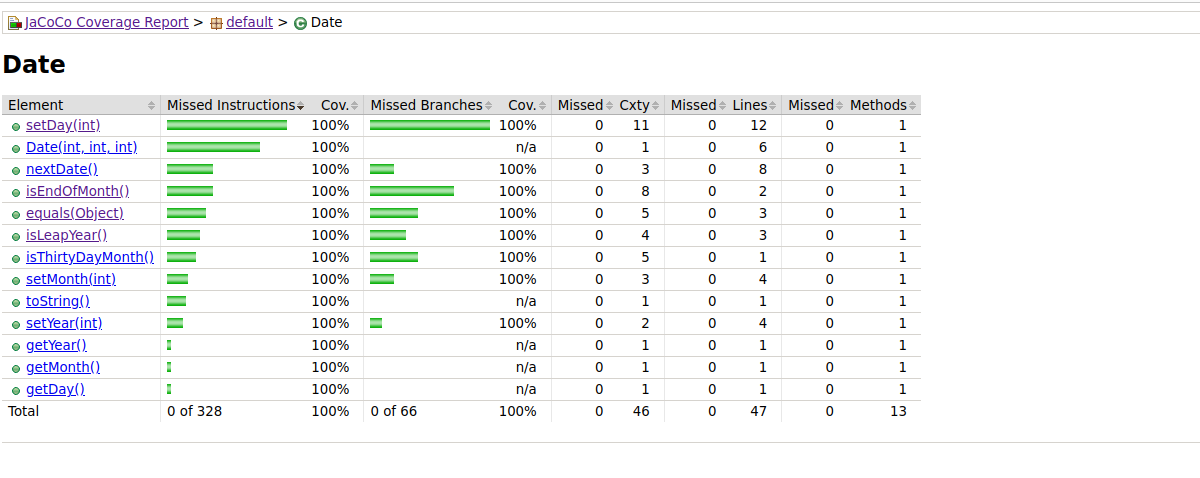 JaCoCo Coverage Report > default > Date
Date
Element Missed Instructions Cov. Missed Branches Cov. Missed Cxty Missed Lines Missed Methods
setDay(int) 100% 100% 0 11 0 12 0 1
Date(int, int, int) 100% n/a 0 1 0 6 0 1
nextDate() 100% 100% 0 3 0 8 0 1
isEndOfMonth() 100% 100% 0 8 0 2 0 1
equals(Object) 100% 100% 0 5 0 3 0 1
isLeapYear() 100% 100% 0 4 0 3 0 1
isThirtyDayMonth() 100% 100% 0 5 0 1 0 1
setMonth(int) 100% 100% 0 3 0 4 0 1
toString() 100% n/a 0 1 0 1 0 1
setYear(int) 100% 100% 0 2 0 4 0 1
getYear() 100% n/a 0 1 0 1 0 1
getMonth() 100% n/a 0 1 0 1 0 1
getDay() 100% n/a 0 1 0 1 0 1
Total 0 of 328 100% 0 of 66 100% 0 46 0 47 0 13